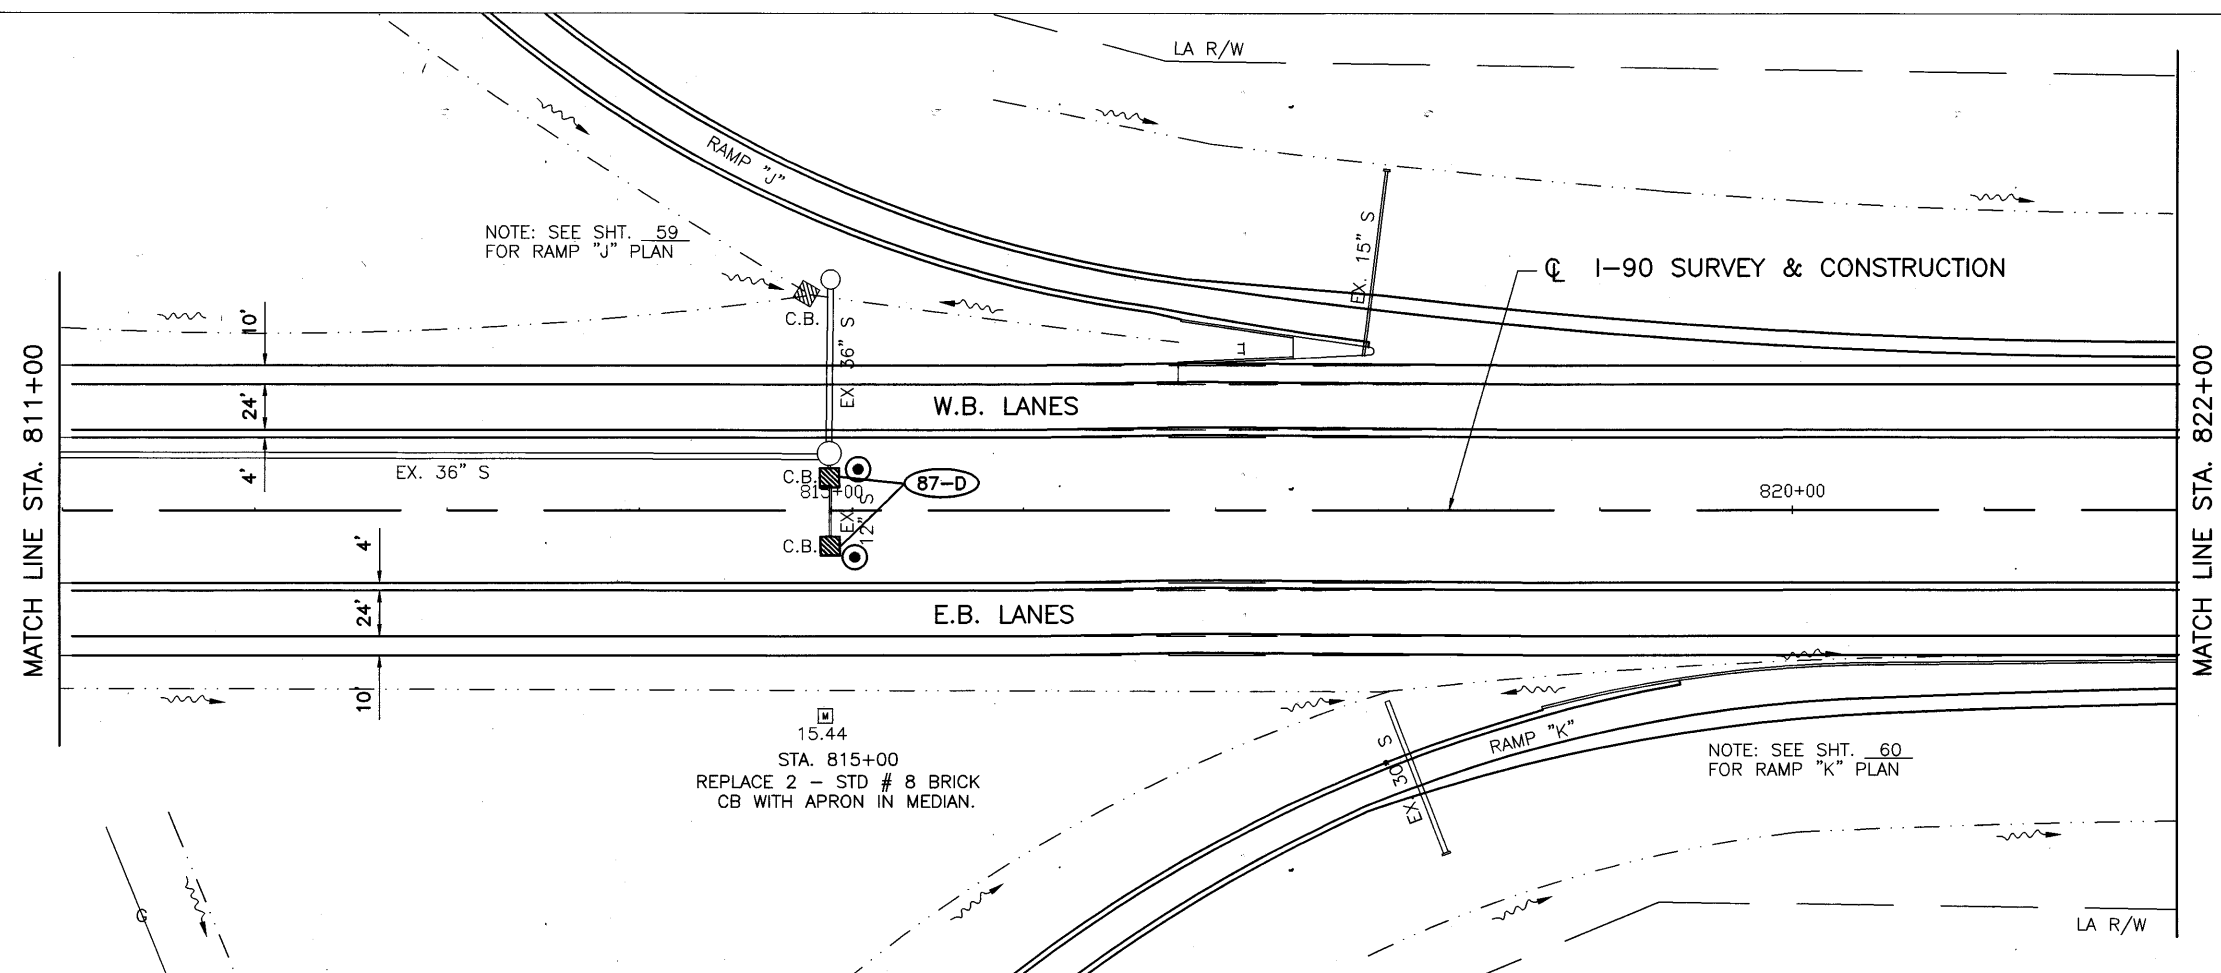 LA R/W
RAMP "J"
NOTE: SEE SHT. 59
FOR RAMP "J" PLAN
EX. 15" S
℄ I-90 SURVEY & CONSTRUCTION
C.B.
10'
EX 36" S
MATCH LINE STA. 811+00
MATCH LINE STA. 822+00
24'
W.B. LANES
4'
EX. 36" S
C.B.
815+00
87-D
820+00
EX. 12" S
C.B.
4'
24'
E.B. LANES
10'
M
15.44
STA. 815+00
REPLACE 2 - STD # 8 BRICK
CB WITH APRON IN MEDIAN.
RAMP "K"
EX. 30" S
NOTE: SEE SHT. 60
FOR RAMP "K" PLAN
G
LA R/W